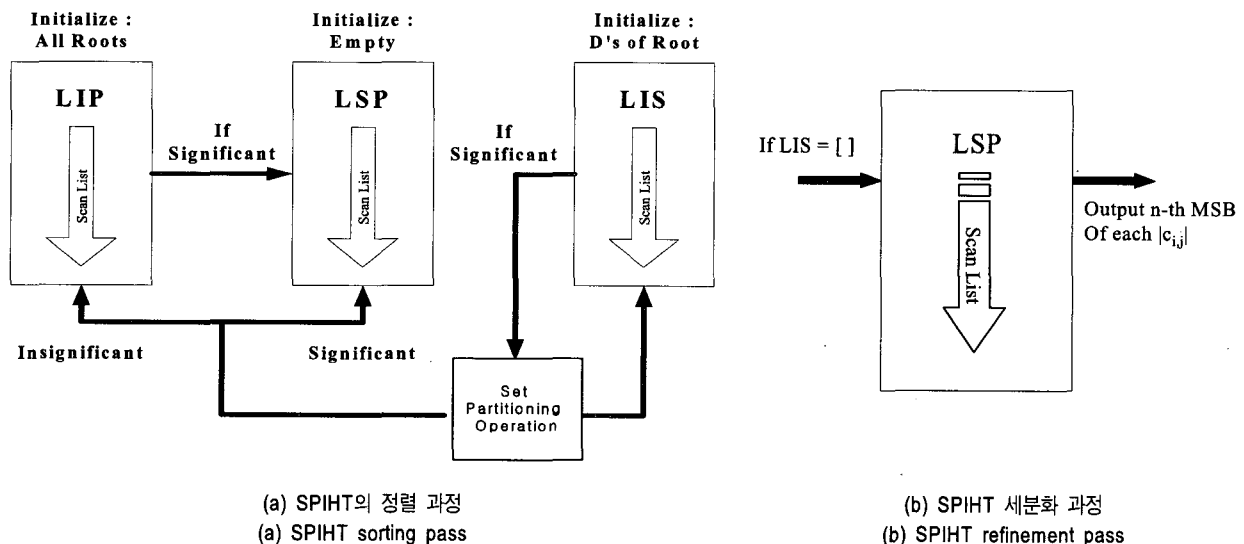 Initialize :
All Roots
LIP
Scan List
If
Significant
Initialize :
Empty
LSP
Scan List
If
Significant
Initialize :
D's of Root
LIS
Scan List
Insignificant
Significant
Set
Partitioning
Operation
(a) SPIHT의 정렬 과정
(a) SPIHT sorting pass
If LIS = [ ]
LSP
Scan List
Output n-th MSB
Of each |c_{i,j}|
(b) SPIHT 세분화 과정
(b) SPIHT refinement pass